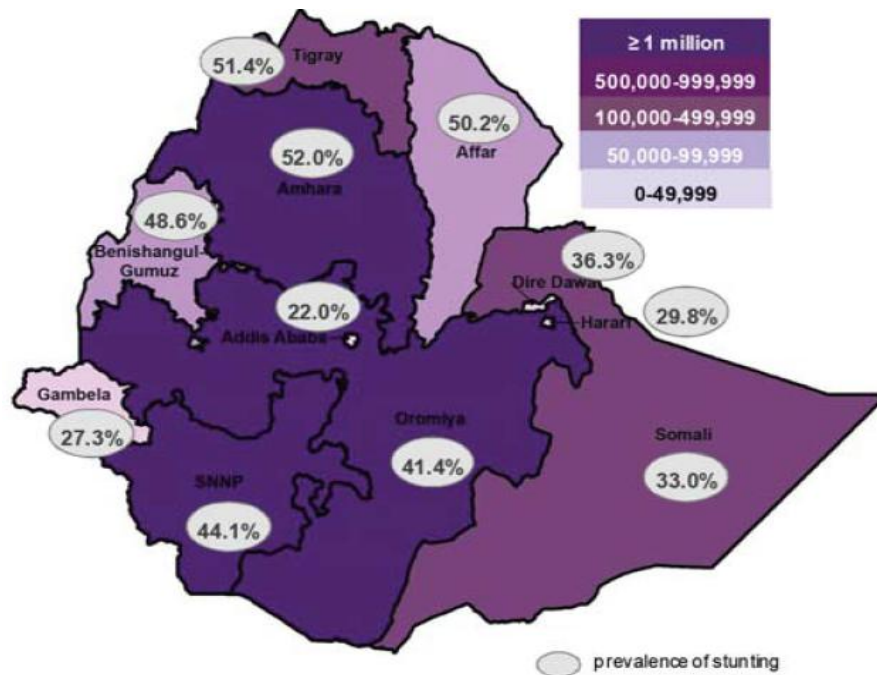 Tigray
51.4%
≥ 1 million
500,000-999,999
100,000-499,999
50,000-99,999
0-49,999
50.2%
Affar
52.0%
Amhara
48.6%
Benishangul-
Gumuz
36.3%
Dire Dawa
22.0%
Addis Ababa
Harari
29.8%
Gambela
27.3%
Oromiya
41.4%
Somali
33.0%
SNNP
44.1%
prevalence of stunting